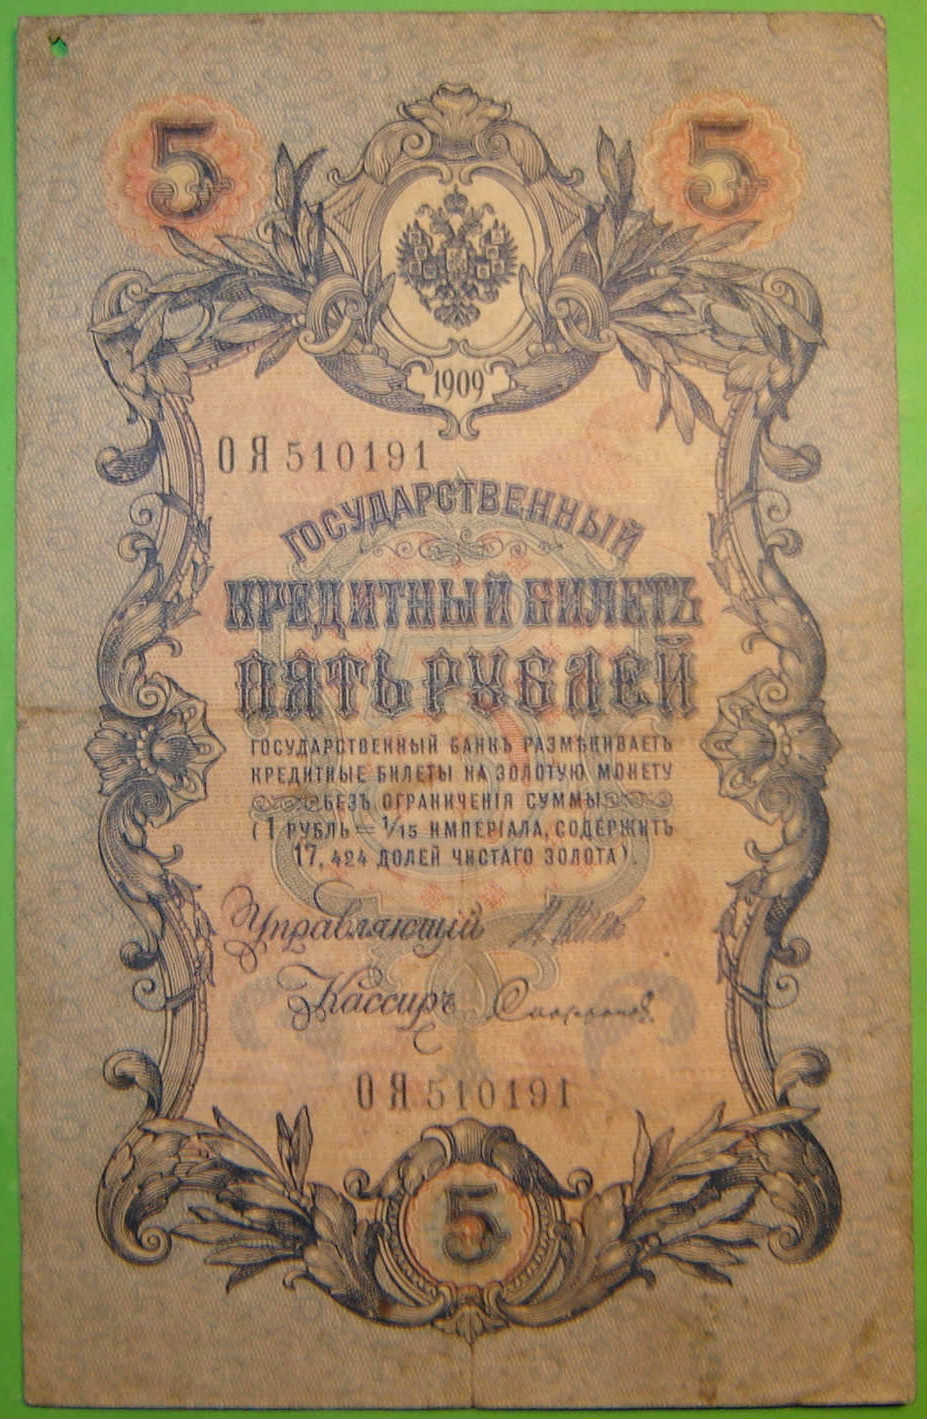 5 5
1909
ОЯ 510191
ГОСУДАРСТВЕННЫЙ
КРЕДИТНЫЙ БИЛЕТЪ
ПЯТЬ РУБЛЕЙ
ГОСУДАРСТВЕННЫЙ БАНКЪ РАЗМѢНИВАЕТЪ
КРЕДИТНЫЕ БИЛЕТЫ НА ЗОЛОТУЮ МОНЕТУ
БЕЗЪ ОГРАНИЧЕНІЯ СУММЫ
(1 РУБЛЬ = 1/15 ИМПЕРІАЛА, СОДЕРЖИТЪ
17,424 ДОЛЕЙ ЧИСТАГО ЗОЛОТА).
Управляющій
Кассиръ
ОЯ 510191
5